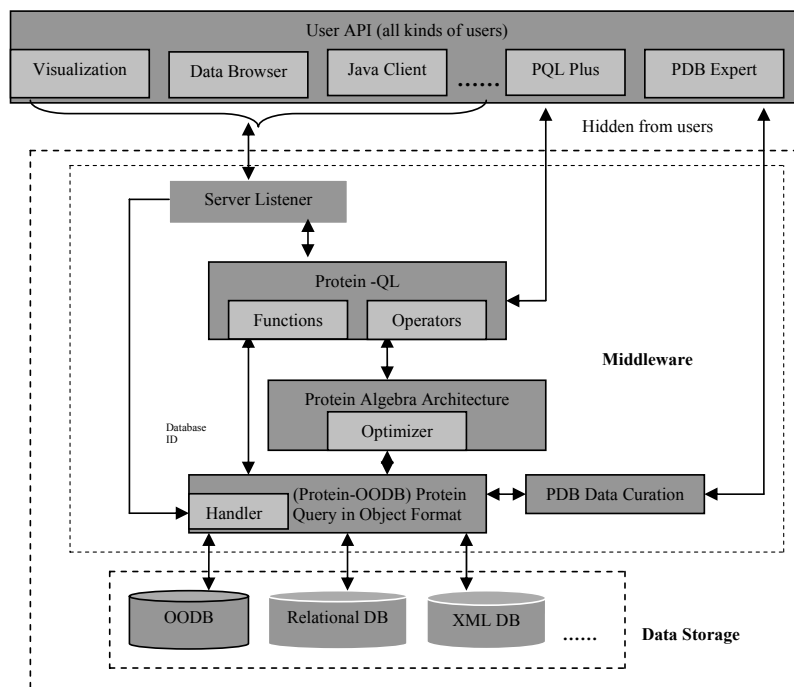 User API (all kinds of users)
Visualization
Data Browser
Java Client
......
PQL Plus
PDB Expert
Hidden from users
Server Listener
Protein -QL
Functions
Operators
Middleware
Protein Algebra Architecture
Optimizer
Database
ID
(Protein-OODB) Protein
Query in Object Format
Handler
PDB Data Curation
OODB
Relational DB
XML DB
......
Data Storage